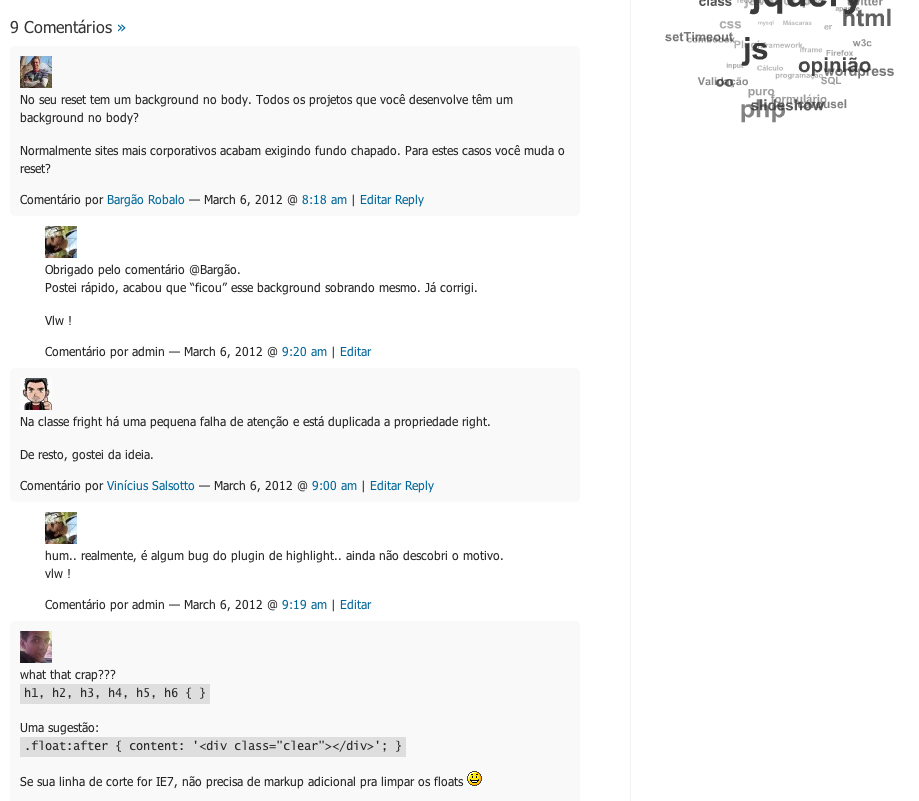 9 Comentários »
No seu reset tem um background no body. Todos os projetos que você desenvolve têm um
background no body?
Normalmente sites mais corporativos acabam exigindo fundo chapado. Para estes casos você muda o
reset?
Comentário por Bargão Robalo — March 6, 2012 @ 8:18 am | Editar Reply
Obrigado pelo comentário @Bargão.
Postei rápido, acabou que “ficou” esse background sobrando mesmo. Já corrigi.
Vlw !
Comentário por admin — March 6, 2012 @ 9:20 am | Editar
Na classe fright há uma pequena falha de atenção e está duplicada a propriedade right.
De resto, gostei da ideia.
Comentário por Vinícius Salsotto — March 6, 2012 @ 9:00 am | Editar Reply
hum.. realmente, é algum bug do plugin de highlight.. ainda não descobri o motivo.
vlw !
Comentário por admin — March 6, 2012 @ 9:19 am | Editar
what that crap???
h1, h2, h3, h4, h5, h6 { }
Uma sugestão:
.float:after { content: '<div class="clear"></div>'; }
Se sua linha de corte for IE7, não precisa de markup adicional pra limpar os floats
class
jquery
twitter
html
css
mysql
Máscaras
er
setTimeout
js
framework
iframe
Firefox
w3c
input
Cálculo
opinião
wordpress
programação
Validação
oo
SQL
puro
formulário
php
slideshow
carousel